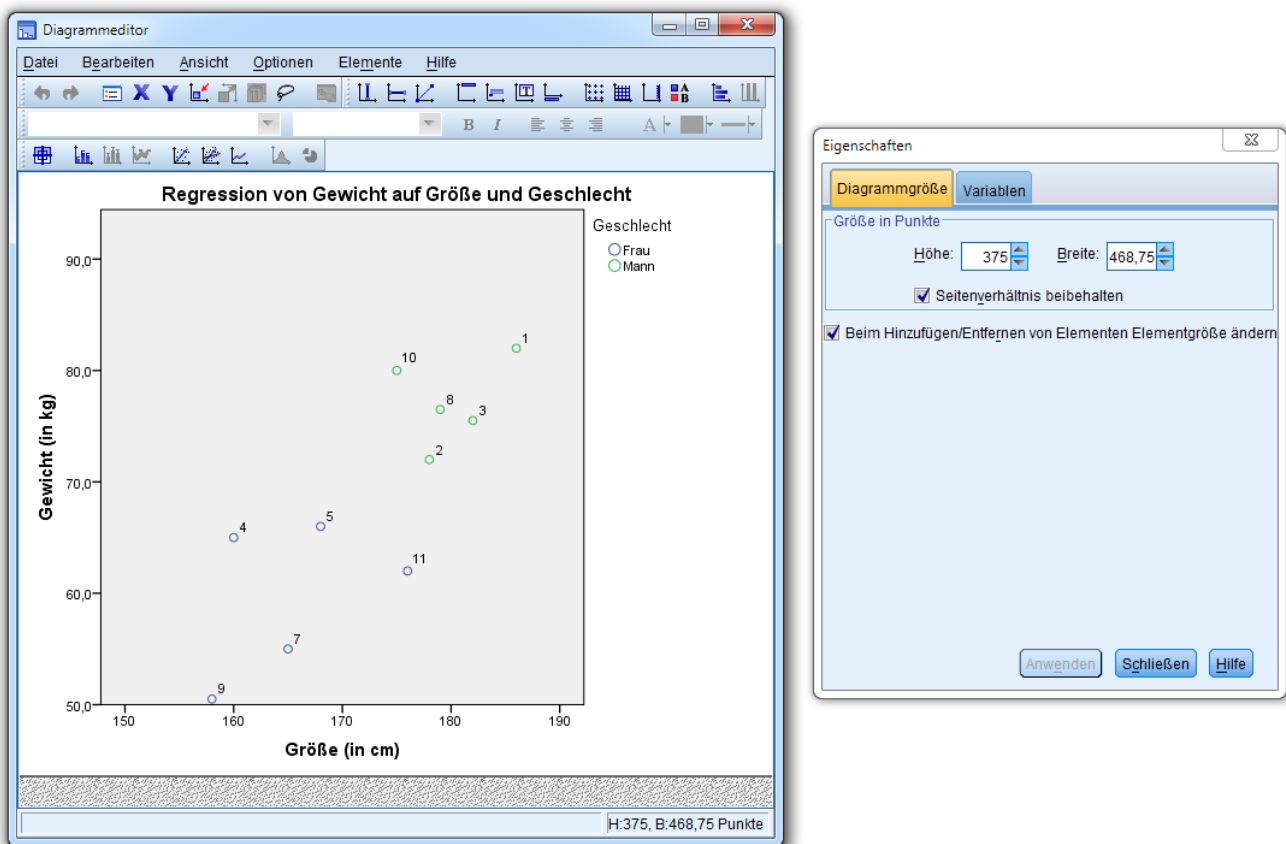 Diagrammeditor
Datei Bearbeiten Ansicht Optionen Elemente Hilfe
X Y T A B
B I A
Regression von Gewicht auf Größe und Geschlecht
Geschlecht
Frau
Mann
Gewicht (in kg)
90,0
80,0
70,0
60,0
50,0
1
10
8
3
2
5
4
11
7
9
150 160 170 180 190
Größe (in cm)
H:375, B:468,75 Punkte
Eigenschaften
Diagrammgröße Variablen
Größe in Punkte
Höhe: 375 Breite: 468,75
Seitenverhältnis beibehalten
Beim Hinzufügen/Entfernen von Elementen Elementgröße ändern
Anwenden Schließen Hilfe